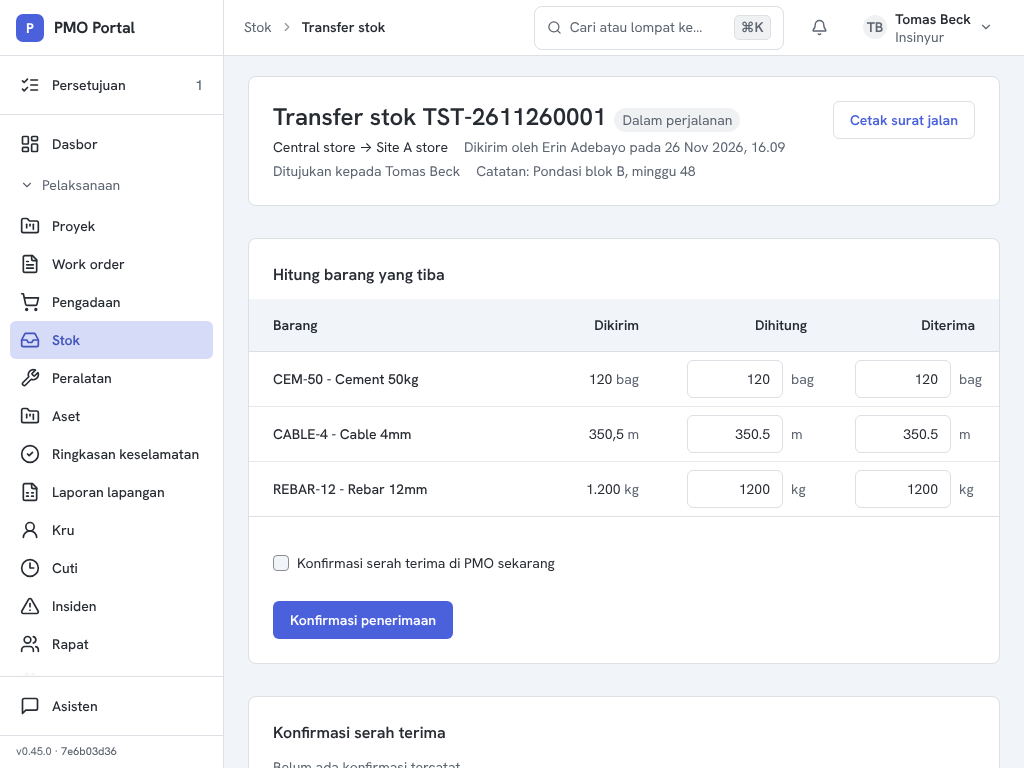 P PMO Portal
Stok > Transfer stok
Cari atau lompat ke... ⌘K
TB Tomas Beck
Insinyur
Persetujuan 1
Dasbor
Pelaksanaan
Proyek
Work order
Pengadaan
Stok
Peralatan
Aset
Ringkasan keselamatan
Laporan lapangan
Kru
Cuti
Insiden
Rapat
Asisten
v0.45.0 · 7e6b03d36
Transfer stok TST-2611260001 Dalam perjalanan
Cetak surat jalan
Central store → Site A store Dikirim oleh Erin Adebayo pada 26 Nov 2026, 16.09
Ditujukan kepada Tomas Beck Catatan: Pondasi blok B, minggu 48
Hitung barang yang tiba
Barang Dikirim Dihitung Diterima
CEM-50 - Cement 50kg 120 bag 120 bag 120 bag
CABLE-4 - Cable 4mm 350,5 m 350.5 m 350.5 m
REBAR-12 - Rebar 12mm 1.200 kg 1200 kg 1200 kg
Konfirmasi serah terima di PMO sekarang
Konfirmasi penerimaan
Konfirmasi serah terima
Belum ada konfirmasi tercatat